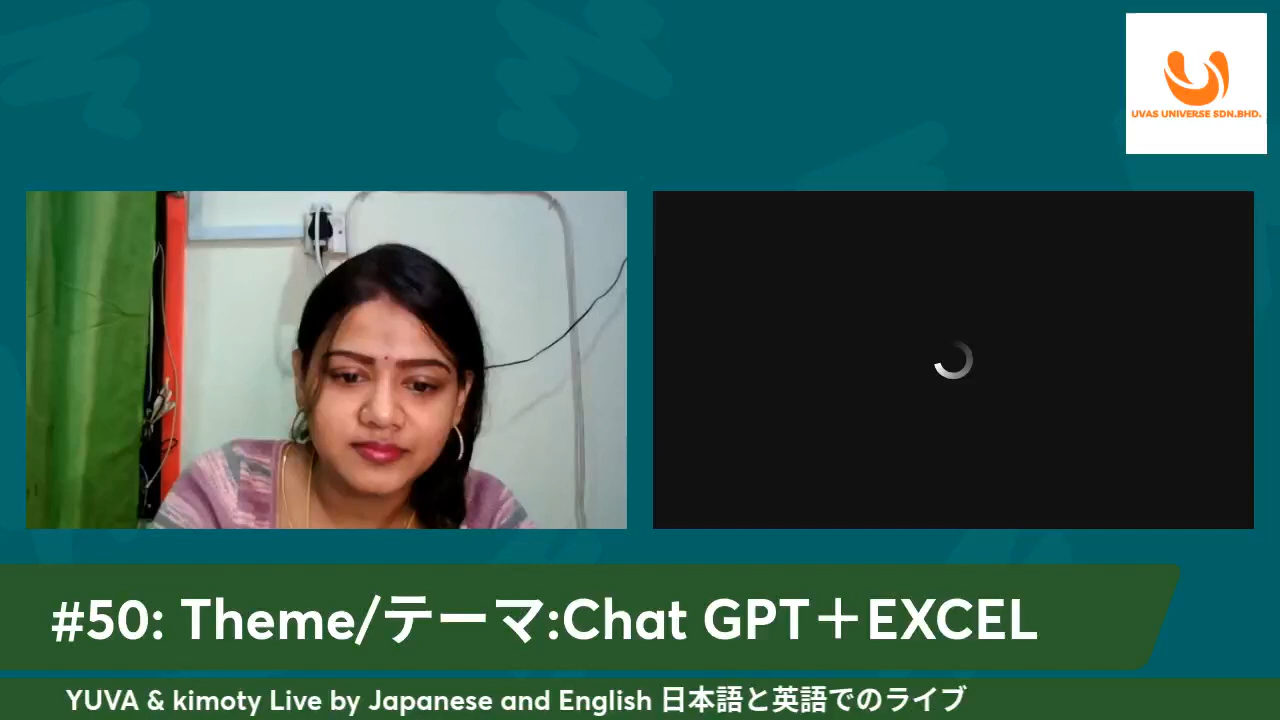 UVAS UNIVERSE SDN.BHD.
#50: Theme/テーマ:Chat GPT＋EXCEL
YUVA & kimoty Live by Japanese and English 日本語と英語でのライブ